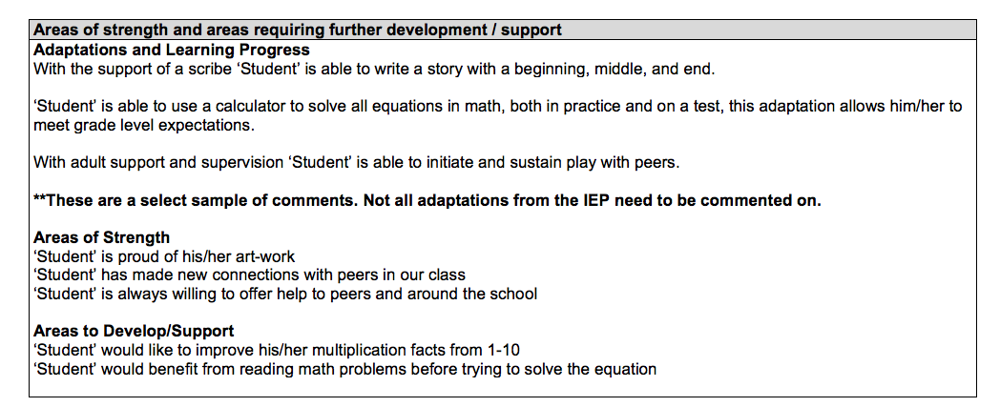 Areas of strength and areas requiring further development / support
Adaptations and Learning Progress
With the support of a scribe ‘Student’ is able to write a story with a beginning, middle, and end.
‘Student’ is able to use a calculator to solve all equations in math, both in practice and on a test, this adaptation allows him/her to
meet grade level expectations.
With adult support and supervision ‘Student’ is able to initiate and sustain play with peers.
**These are a select sample of comments. Not all adaptations from the IEP need to be commented on.
Areas of Strength
‘Student’ is proud of his/her art-work
‘Student’ has made new connections with peers in our class
‘Student’ is always willing to offer help to peers and around the school
Areas to Develop/Support
‘Student’ would like to improve his/her multiplication facts from 1-10
‘Student’ would benefit from reading math problems before trying to solve the equation